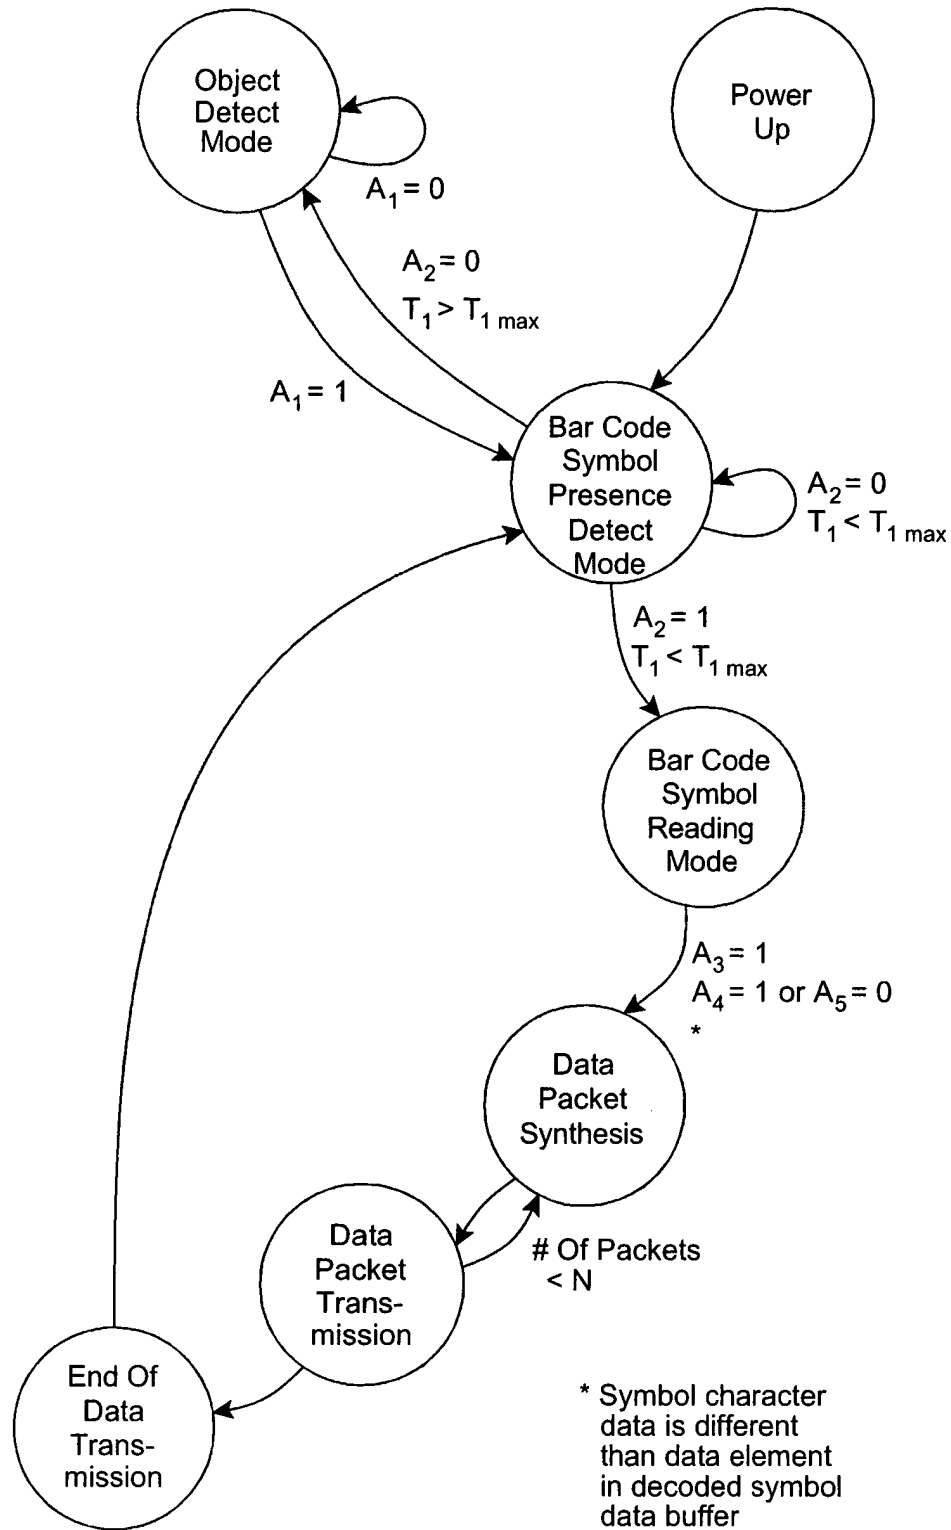 Object
Detect
Mode
Power
Up
A1 = 0
A2 = 0
T1 > T1 max
A1 = 1
Bar Code
Symbol
Presence
Detect
Mode
A2 = 0
T1 < T1 max
A2 = 1
T1 < T1 max
Bar Code
Symbol
Reading
Mode
A3 = 1
A4 = 1 or A5 = 0
*
Data
Packet
Synthesis
# Of Packets
< N
Data
Packet
Trans-
mission
End Of
Data
Trans-
mission
* Symbol character
data is different
than data element
in decoded symbol
data buffer